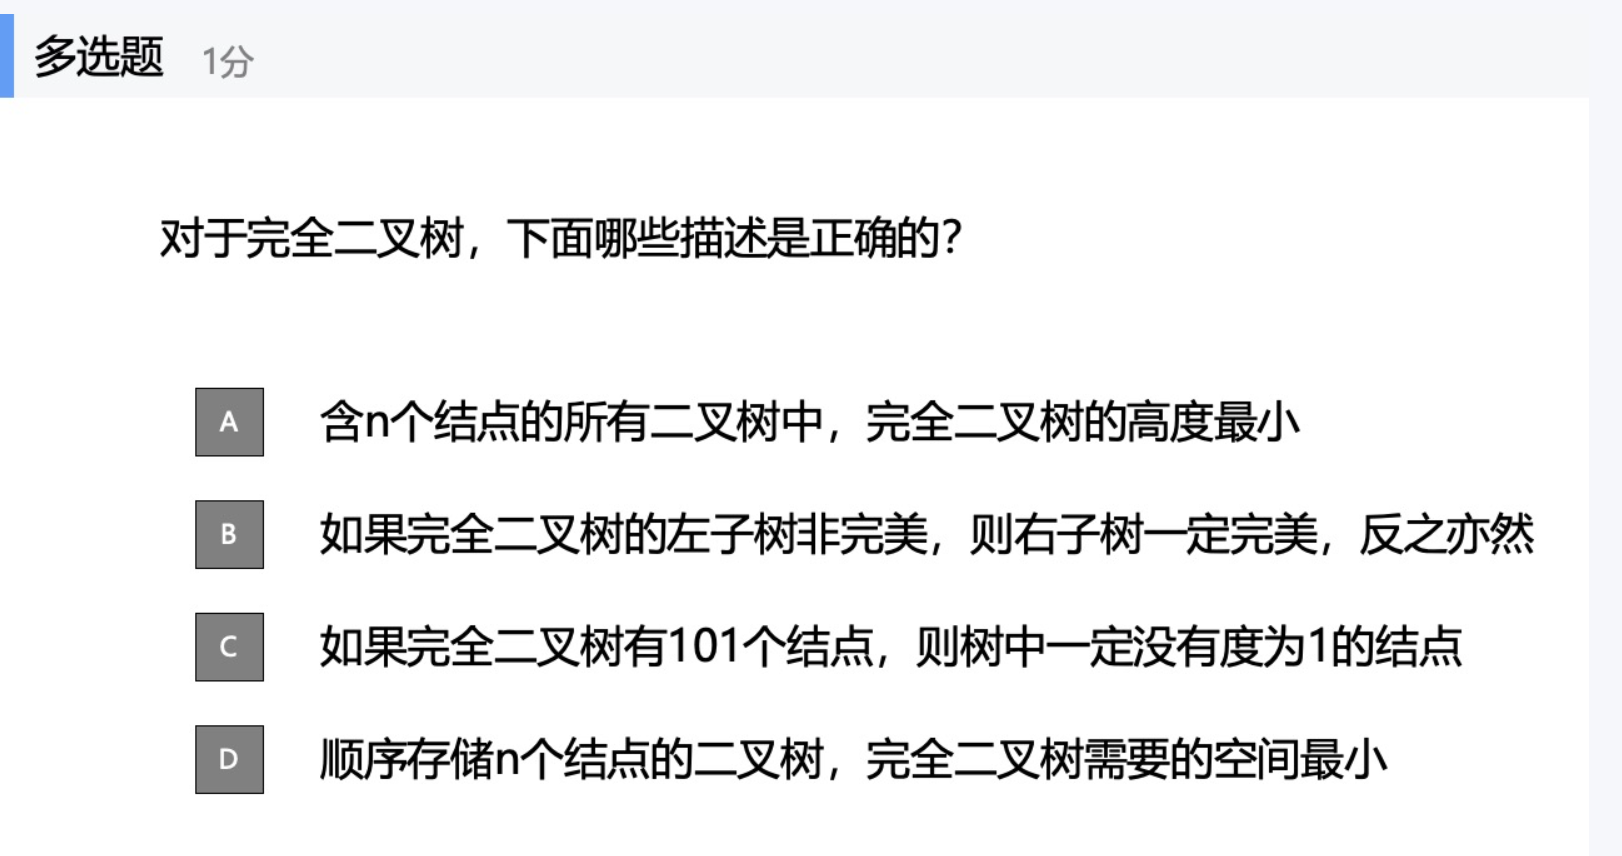 多选题 1分
对于完全二叉树，下面哪些描述是正确的？
A 含n个结点的所有二叉树中，完全二叉树的高度最小
B 如果完全二叉树的左子树非完美，则右子树一定完美，反之亦然
C 如果完全二叉树有101个结点，则树中一定没有度为1的结点
D 顺序存储n个结点的二叉树，完全二叉树需要的空间最小